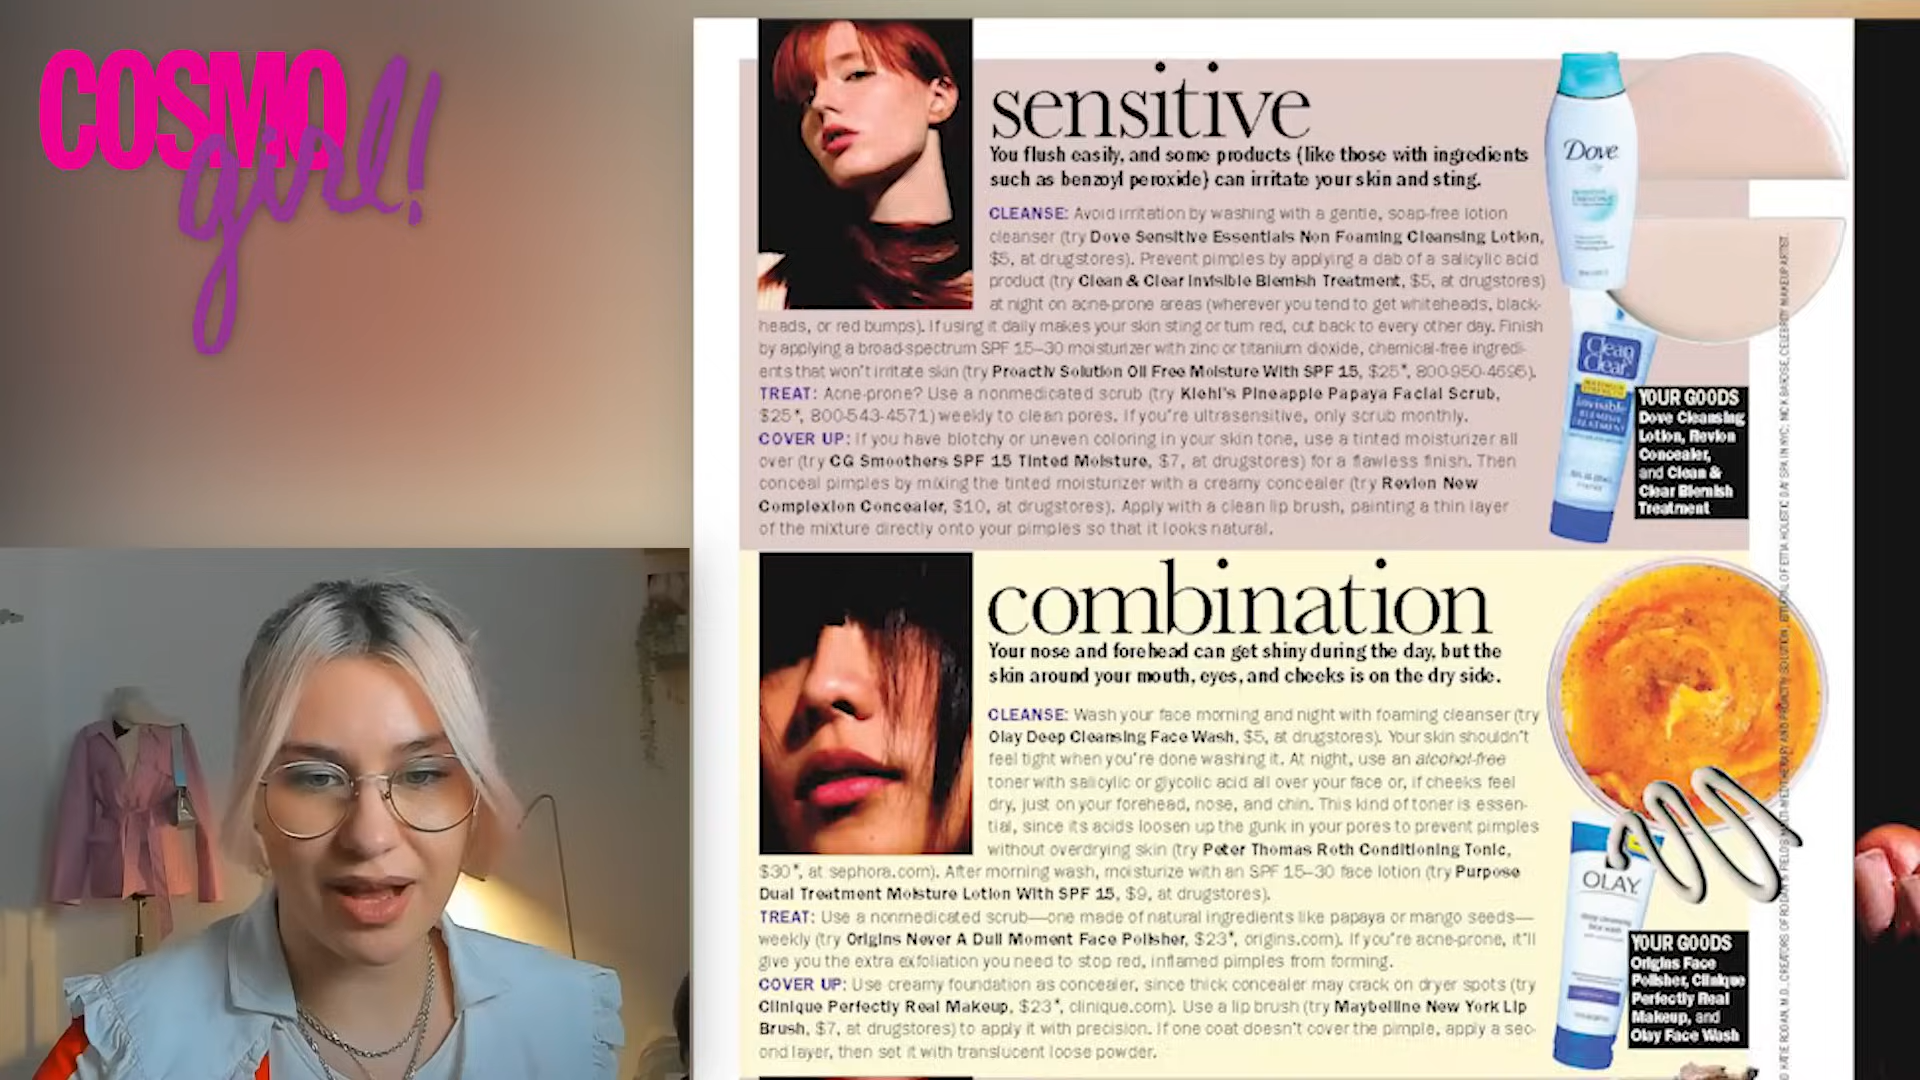 COSMO
girl!
sensitive
You flush easily, and some products (like those with ingredients
such as benzoyl peroxide) can irritate your skin and sting.
CLEANSE: Avoid irritation by washing with a gentle, soap-free lotion
cleanser (try Dove Sensitive Essentials Non Foaming Cleansing Lotion,
$5, at drugstores). Prevent pimples by applying a dab of a salicylic acid
product (try Clean & Clear Invisible Blemish Treatment, $5, at drugstores)
at night on acne-prone areas (wherever you tend to get whiteheads, black-
heads, or red bumps). If using it daily makes your skin sting or turn red, cut back to every other day. Finish
by applying a broad-spectrum SPF 15–30 moisturizer with zinc or titanium dioxide, chemical-free ingredi-
ents that won't irritate skin (try Proactiv Solution Oil Free Moisture With SPF 15, $25*, 800-950-4695).
TREAT: Acne-prone? Use a nonmedicated scrub (try Kiehl's Pineapple Papaya Facial Scrub,
$25*, 800-543-4571) weekly to clean pores. If you're ultrasensitive, only scrub monthly.
COVER UP: If you have blotchy or uneven coloring in your skin tone, use a tinted moisturizer all
over (try CG Smoothers SPF 15 Tinted Moisture, $7, at drugstores) for a flawless finish. Then
conceal pimples by mixing the tinted moisturizer with a creamy concealer (try Revlon New
Complexion Concealer, $10, at drugstores). Apply with a clean lip brush, painting a thin layer
of the mixture directly onto your pimples so that it looks natural.
Dove
Clean &
Clear
Invisible
BLEMISH
TREATMENT
YOUR GOODS
Dove Cleansing
Lotion, Revlon
Concealer,
and Clean &
Clear Blemish
Treatment
combination
Your nose and forehead can get shiny during the day, but the
skin around your mouth, eyes, and cheeks is on the dry side.
CLEANSE: Wash your face morning and night with foaming cleanser (try
Olay Deep Cleansing Face Wash, $5, at drugstores). Your skin shouldn't
feel tight when you're done washing it. At night, use an alcohol-free
toner with salicylic or glycolic acid all over your face or, if cheeks feel
dry, just on your forehead, nose, and chin. This kind of toner is essen-
tial, since its acids loosen up the gunk in your pores to prevent pimples
without overdrying skin (try Peter Thomas Roth Conditioning Tonic,
$30*, at sephora.com). After morning wash, moisturize with an SPF 15–30 face lotion (try Purpose
Dual Treatment Moisture Lotion With SPF 15, $9, at drugstores).
TREAT: Use a nonmedicated scrub—one made of natural ingredients like papaya or mango seeds—
weekly (try Origins Never A Dull Moment Face Polisher, $23*, origins.com). If you're acne-prone, it'll
give you the extra exfoliation you need to stop red, inflamed pimples from forming.
COVER UP: Use creamy foundation as concealer, since thick concealer may crack on dryer spots (try
Clinique Perfectly Real Makeup, $23*, clinique.com). Use a lip brush (try Maybelline New York Lip
Brush, $7, at drugstores) to apply it with precision. If one coat doesn't cover the pimple, apply a sec-
ond layer, then set it with translucent loose powder.
OLAY
YOUR GOODS
Origins Face
Polisher, Clinique
Perfectly Real
Makeup, and
Olay Face Wash